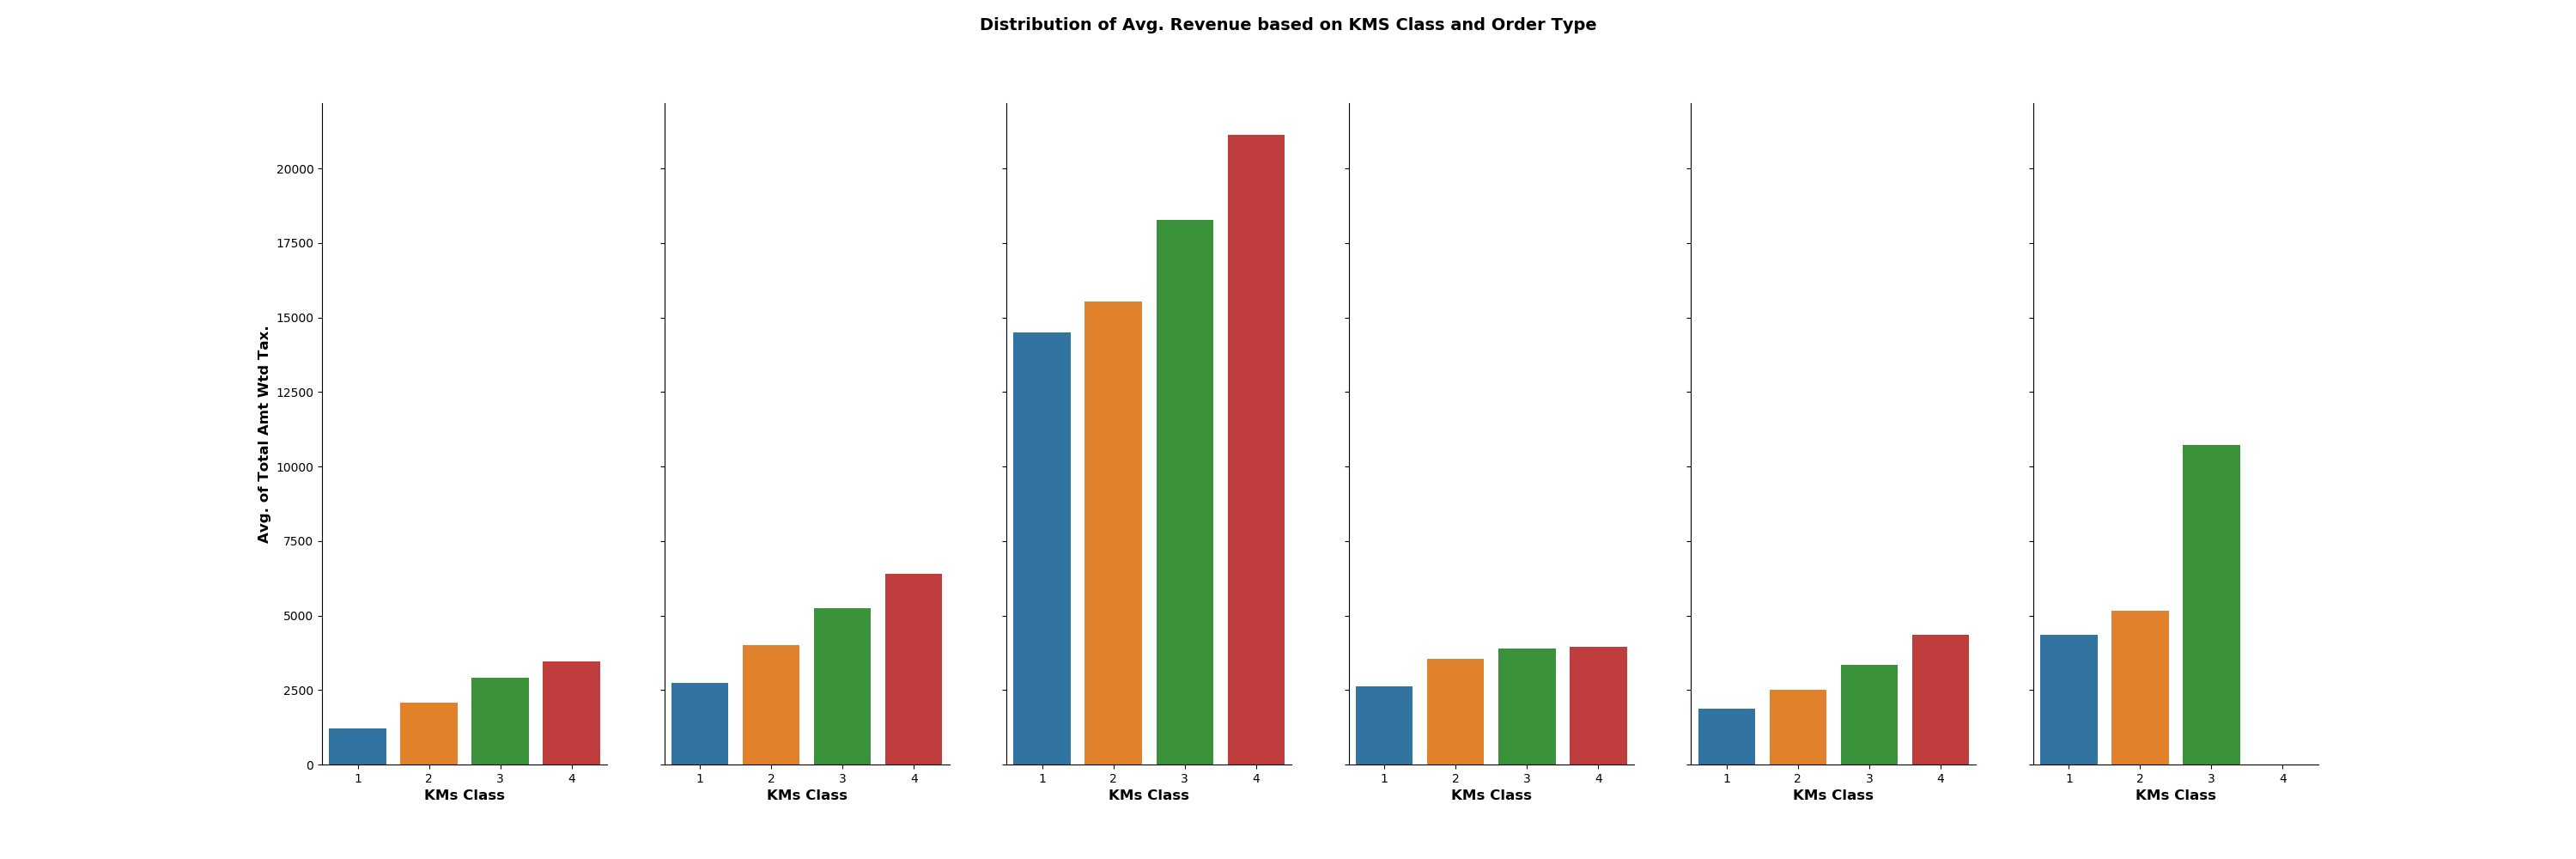 Distribution of Avg. Revenue based on KMS Class and Order Type
Avg. of Total Amt Wtd Tax.
20000
17500
15000
12500
10000
7500
5000
2500
0
1 2 3 4 1 2 3 4 1 2 3 4 1 2 3 4 1 2 3 4 1 2 3 4
KMs Class KMs Class KMs Class KMs Class KMs Class KMs Class